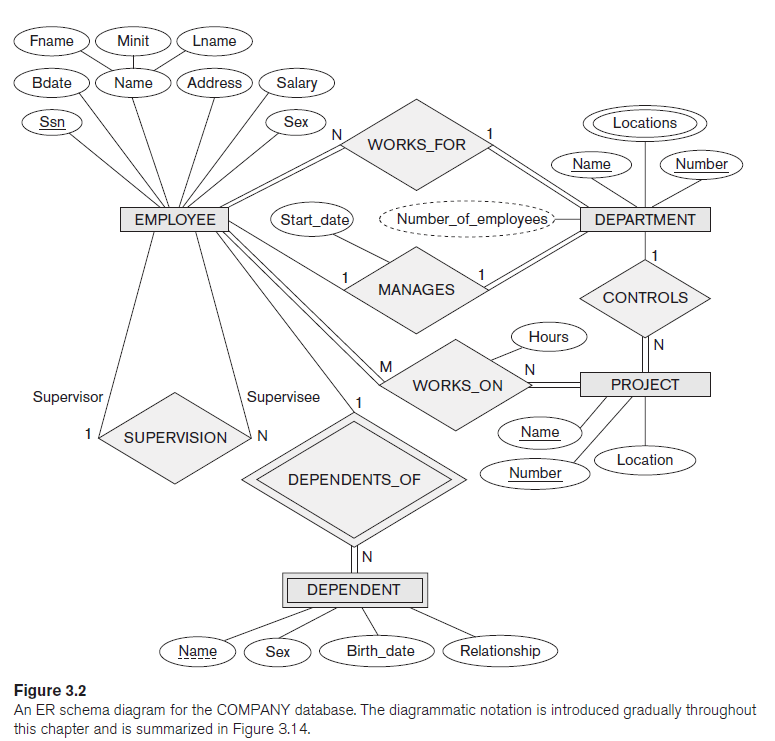 Fname Minit Lname
Bdate Name Address Salary
Ssn Sex
N WORKS_FOR 1
Locations
Name Number
EMPLOYEE Start_date Number_of_employees DEPARTMENT
1 MANAGES 1
1
CONTROLS
N
Hours
M WORKS_ON N
PROJECT
Supervisor Supervisee
1 SUPERVISION N
1
Name
Number Location
DEPENDENTS_OF
N
DEPENDENT
Name Sex Birth_date Relationship
Figure 3.2
An ER schema diagram for the COMPANY database. The diagrammatic notation is introduced gradually throughout
this chapter and is summarized in Figure 3.14.